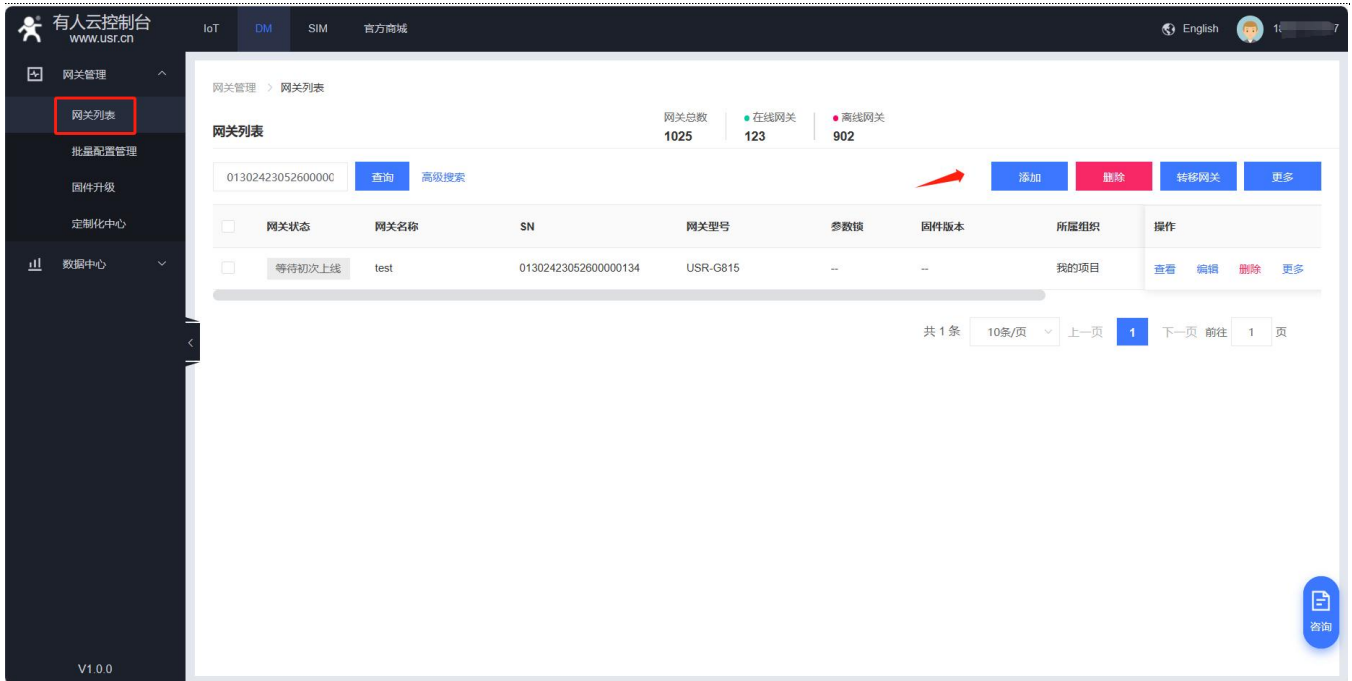 有人云控制台
www.usr.cn
IoT DM SIM 官方商城
English
网关管理
网关列表
批量配置管理
固件升级
定制化中心
数据中心
V1.0.0
网关管理 > 网关列表
网关列表
网关总数 在线网关 离线网关
1025 123 902
01302423052600000 查询 高级搜索 添加 删除 转移网关 更多
网关状态 网关名称 SN 网关型号 参数锁 固件版本 所属组织 操作
等待初次上线 test 01302423052600000134 USR-G815 -- -- 我的项目 查看 编辑 删除 更多
共 1 条 10条/页 上一页 1 下一页 前往 1 页
咨询